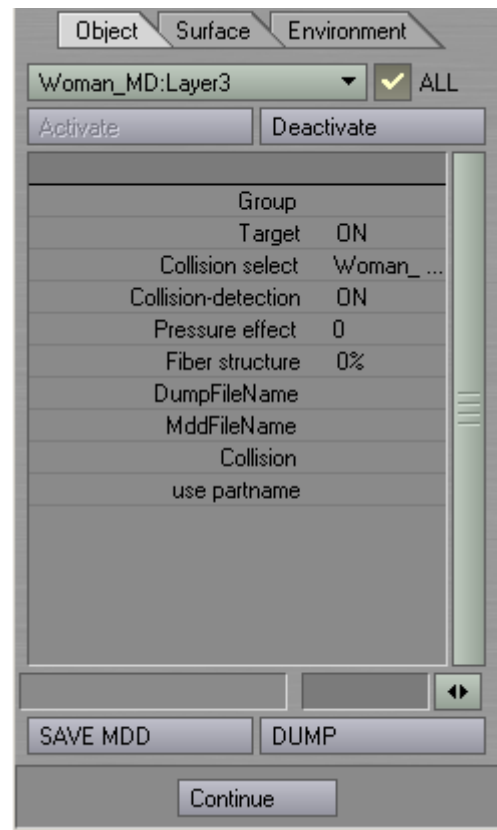 Object Surface Environment
Woman_MD:Layer3 ALL
Activate Deactivate
Group
Target ON
Collision select Woman_ ...
Collision-detection ON
Pressure effect 0
Fiber structure 0%
DumpFileName
MddFileName
Collision
use partname
SAVE MDD DUMP
Continue